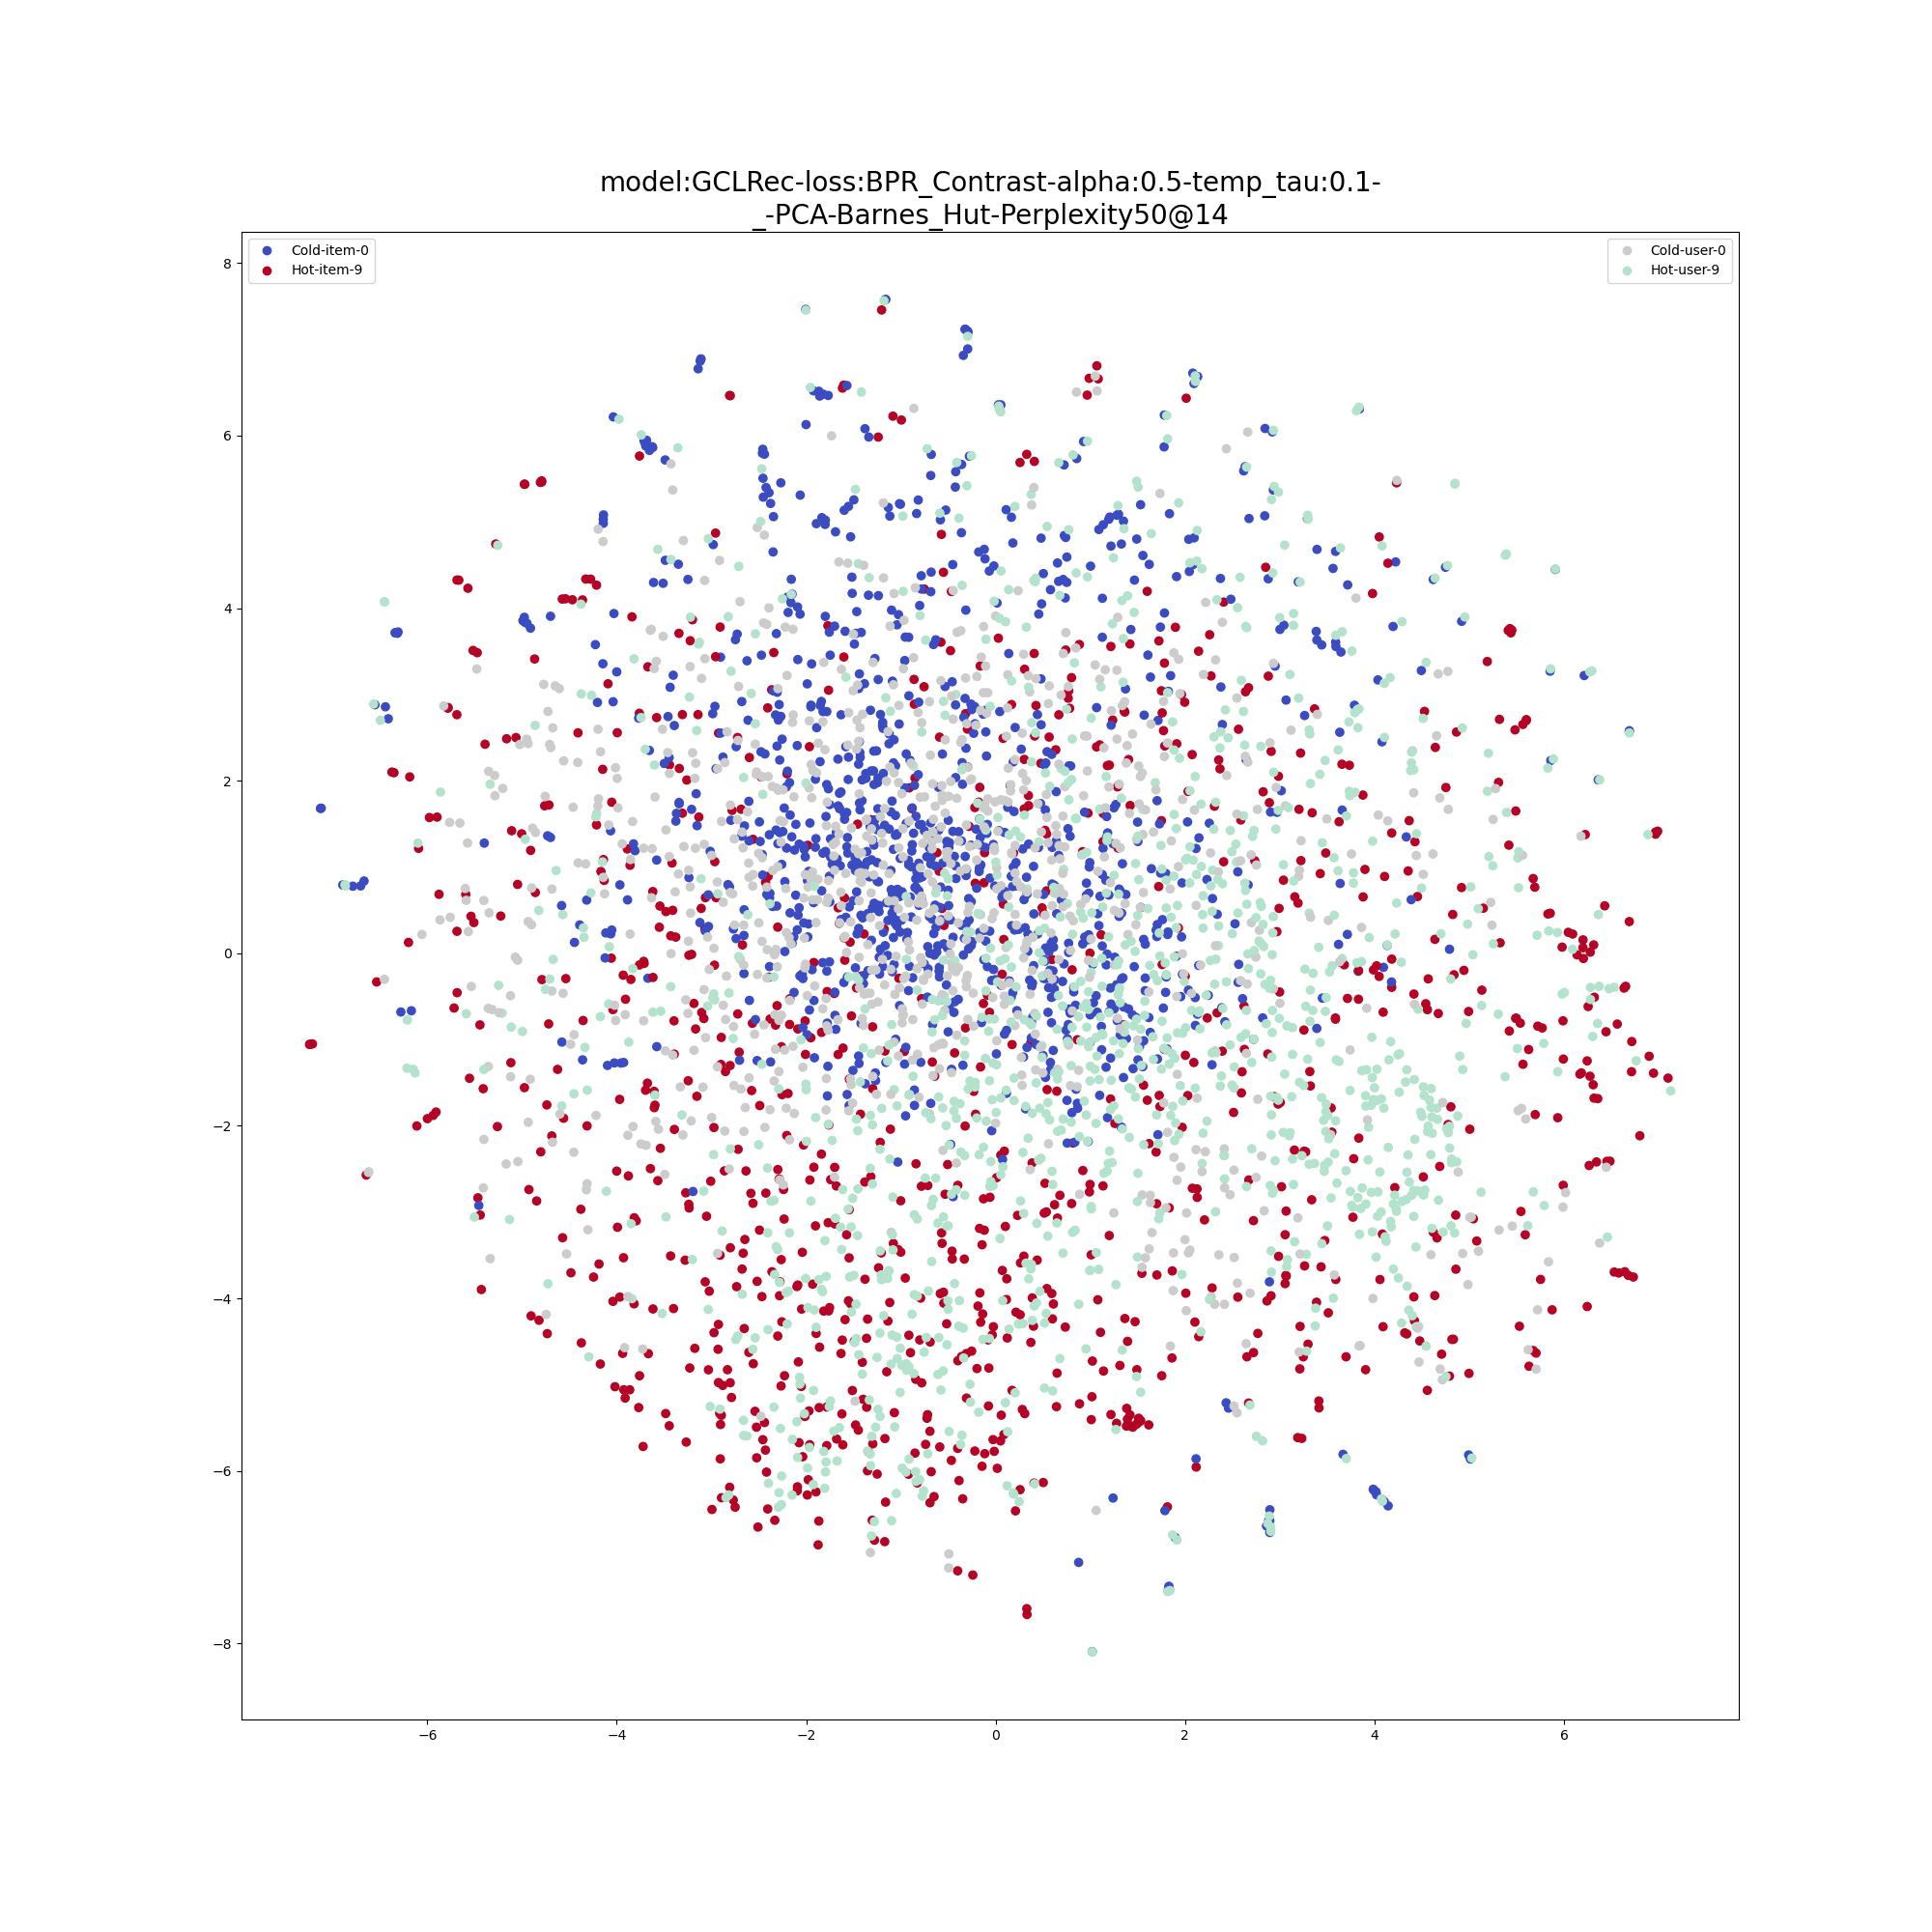 model:GCLRec-loss:BPR_Contrast-alpha:0.5-temp_tau:0.1-
_-PCA-Barnes_Hut-Perplexity50@14
Cold-item-0
Hot-item-9
Cold-user-0
Hot-user-9
8
6
4
2
0
−2
−4
−6
−8
−6
−4
−2
0
2
4
6